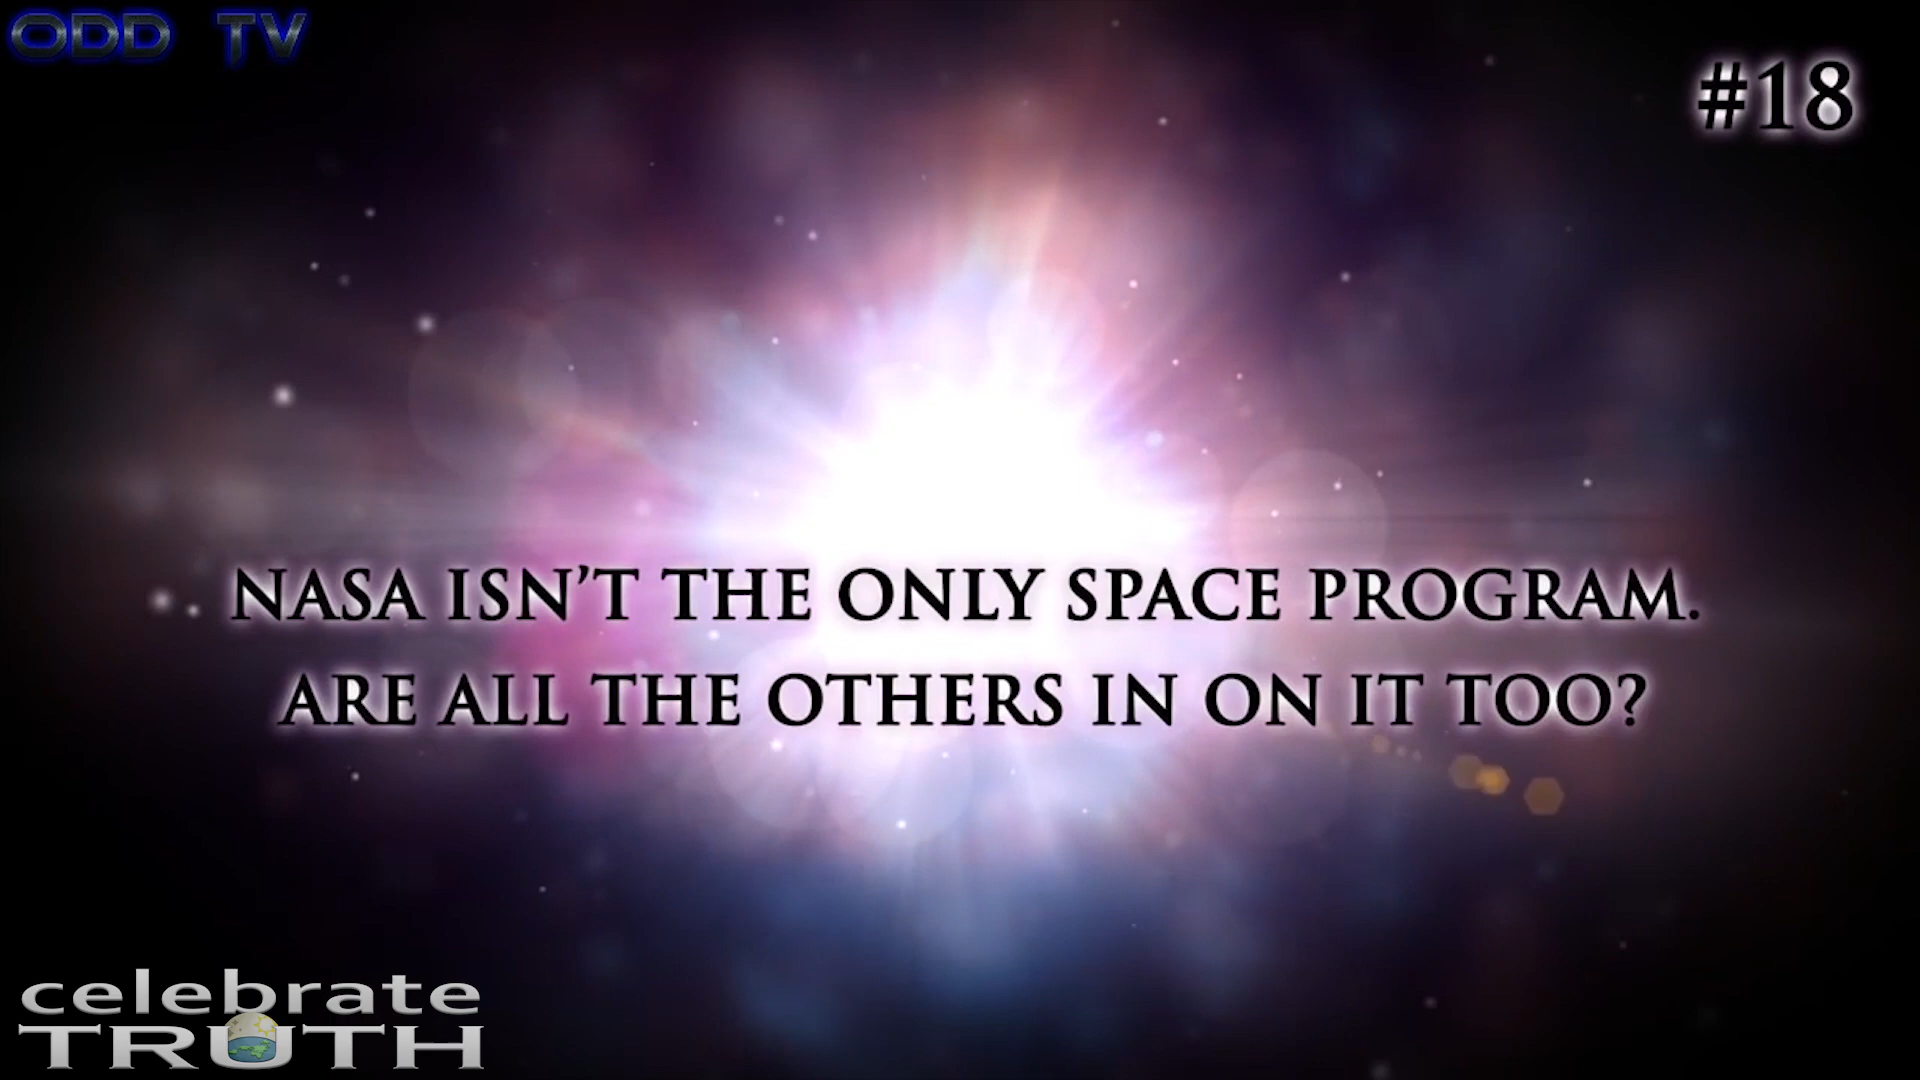 ODD TV
#18
NASA ISN'T THE ONLY SPACE PROGRAM.
ARE ALL THE OTHERS IN ON IT TOO?
celebrate
TRUTH